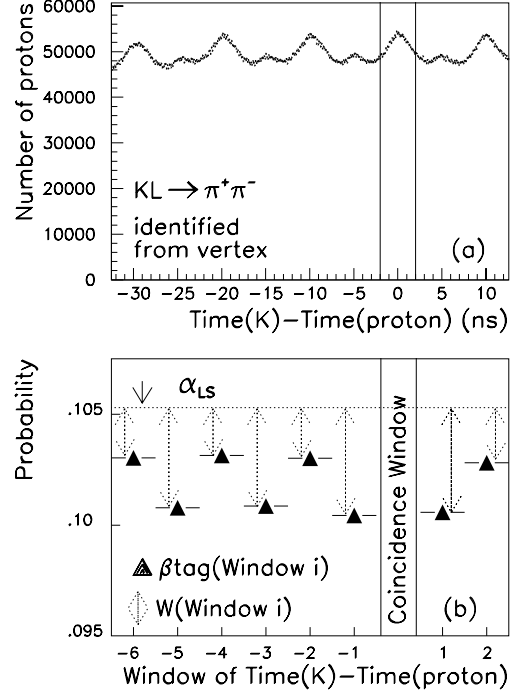 Number of protons
60000
50000
40000
30000
20000
10000
0
KL → π⁺π⁻
identified
from vertex
(a)
−30 −25 −20 −15 −10 −5 0 5 10
Time(K)−Time(proton) (ns)
Probability
.105
.10
.095
α_LS
Coincidence Window
βtag(Window i)
W(Window i)
(b)
−6 −5 −4 −3 −2 −1 1 2
Window of Time(K)−Time(proton)